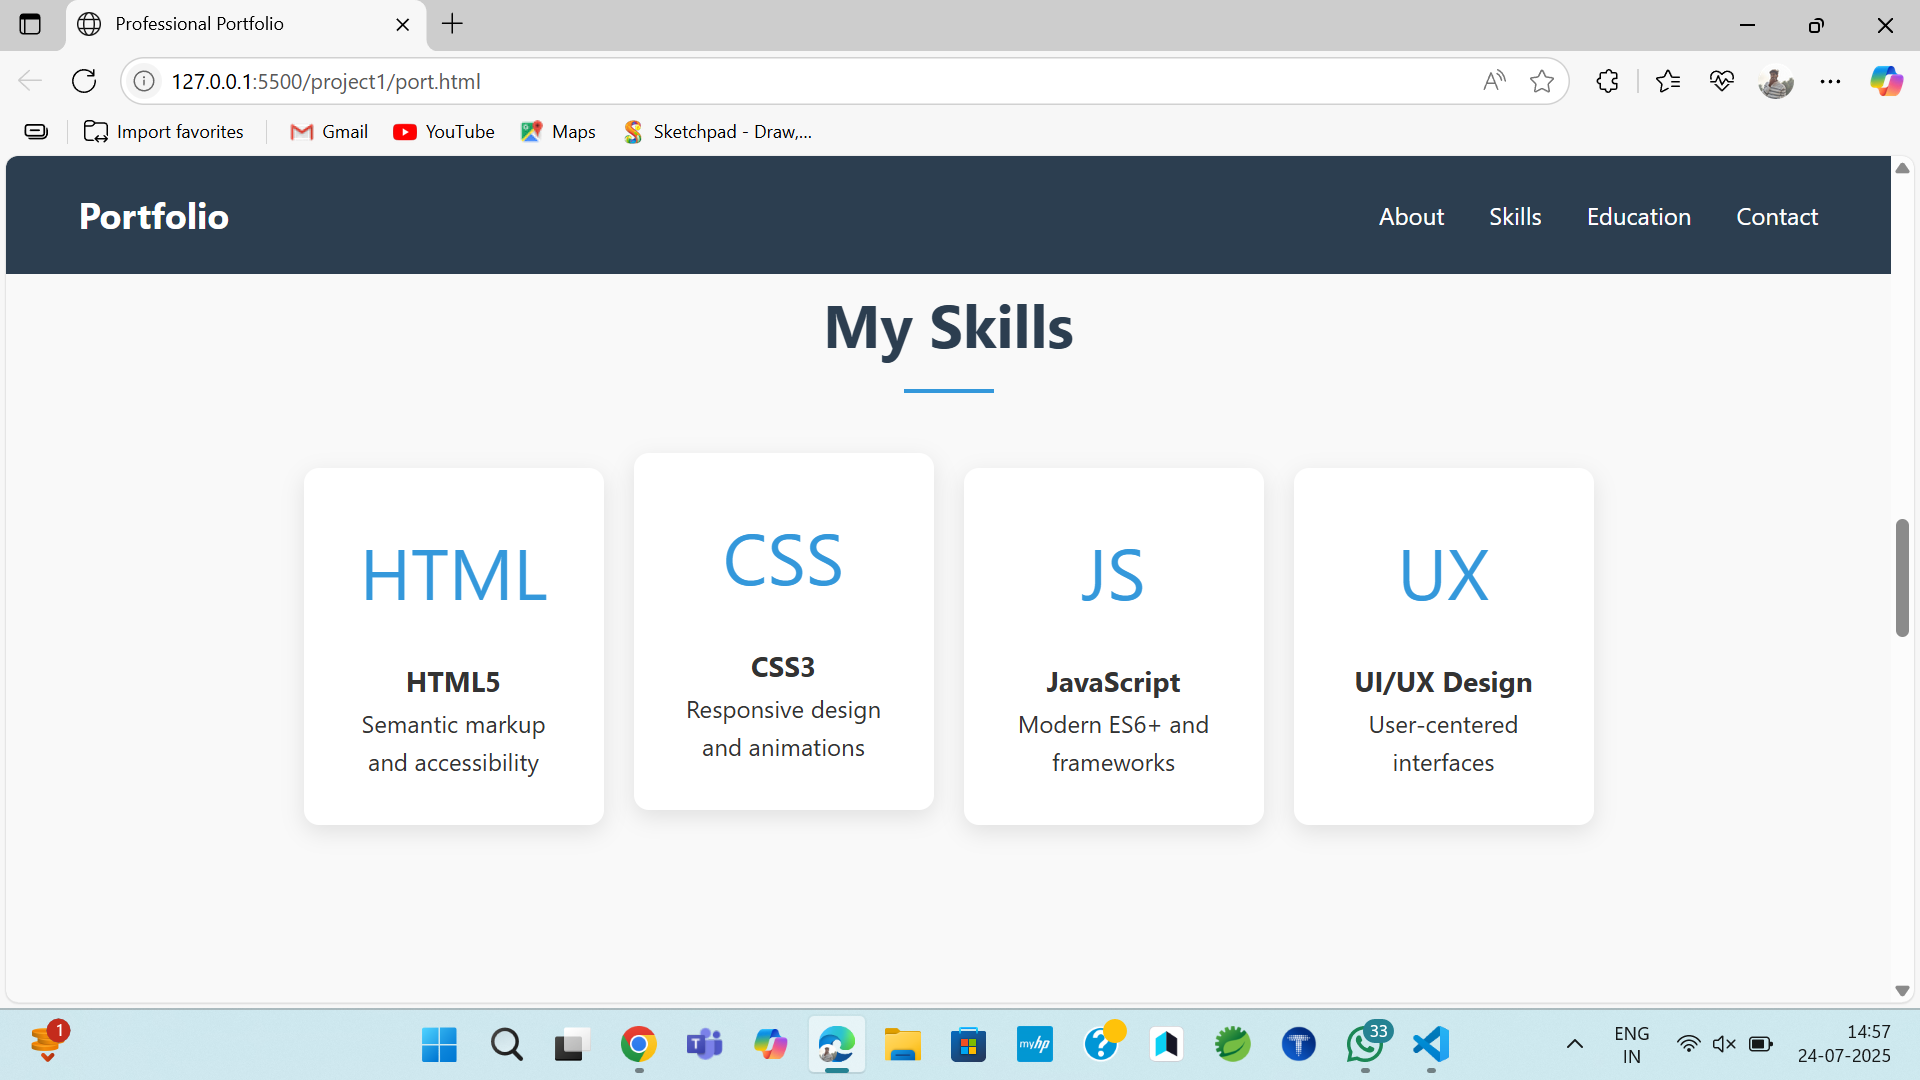 Professional Portfolio
127.0.0.1:5500/project1/port.html
Import favorites
Gmail
YouTube
Maps
Sketchpad - Draw,...
Portfolio
About
Skills
Education
Contact
My Skills
HTML
HTML5
Semantic markup
and accessibility
CSS
CSS3
Responsive design
and animations
JS
JavaScript
Modern ES6+ and
frameworks
UX
UI/UX Design
User-centered
interfaces
1
T
myhp
?
T
33
ENG
IN
14:57
24-07-2025